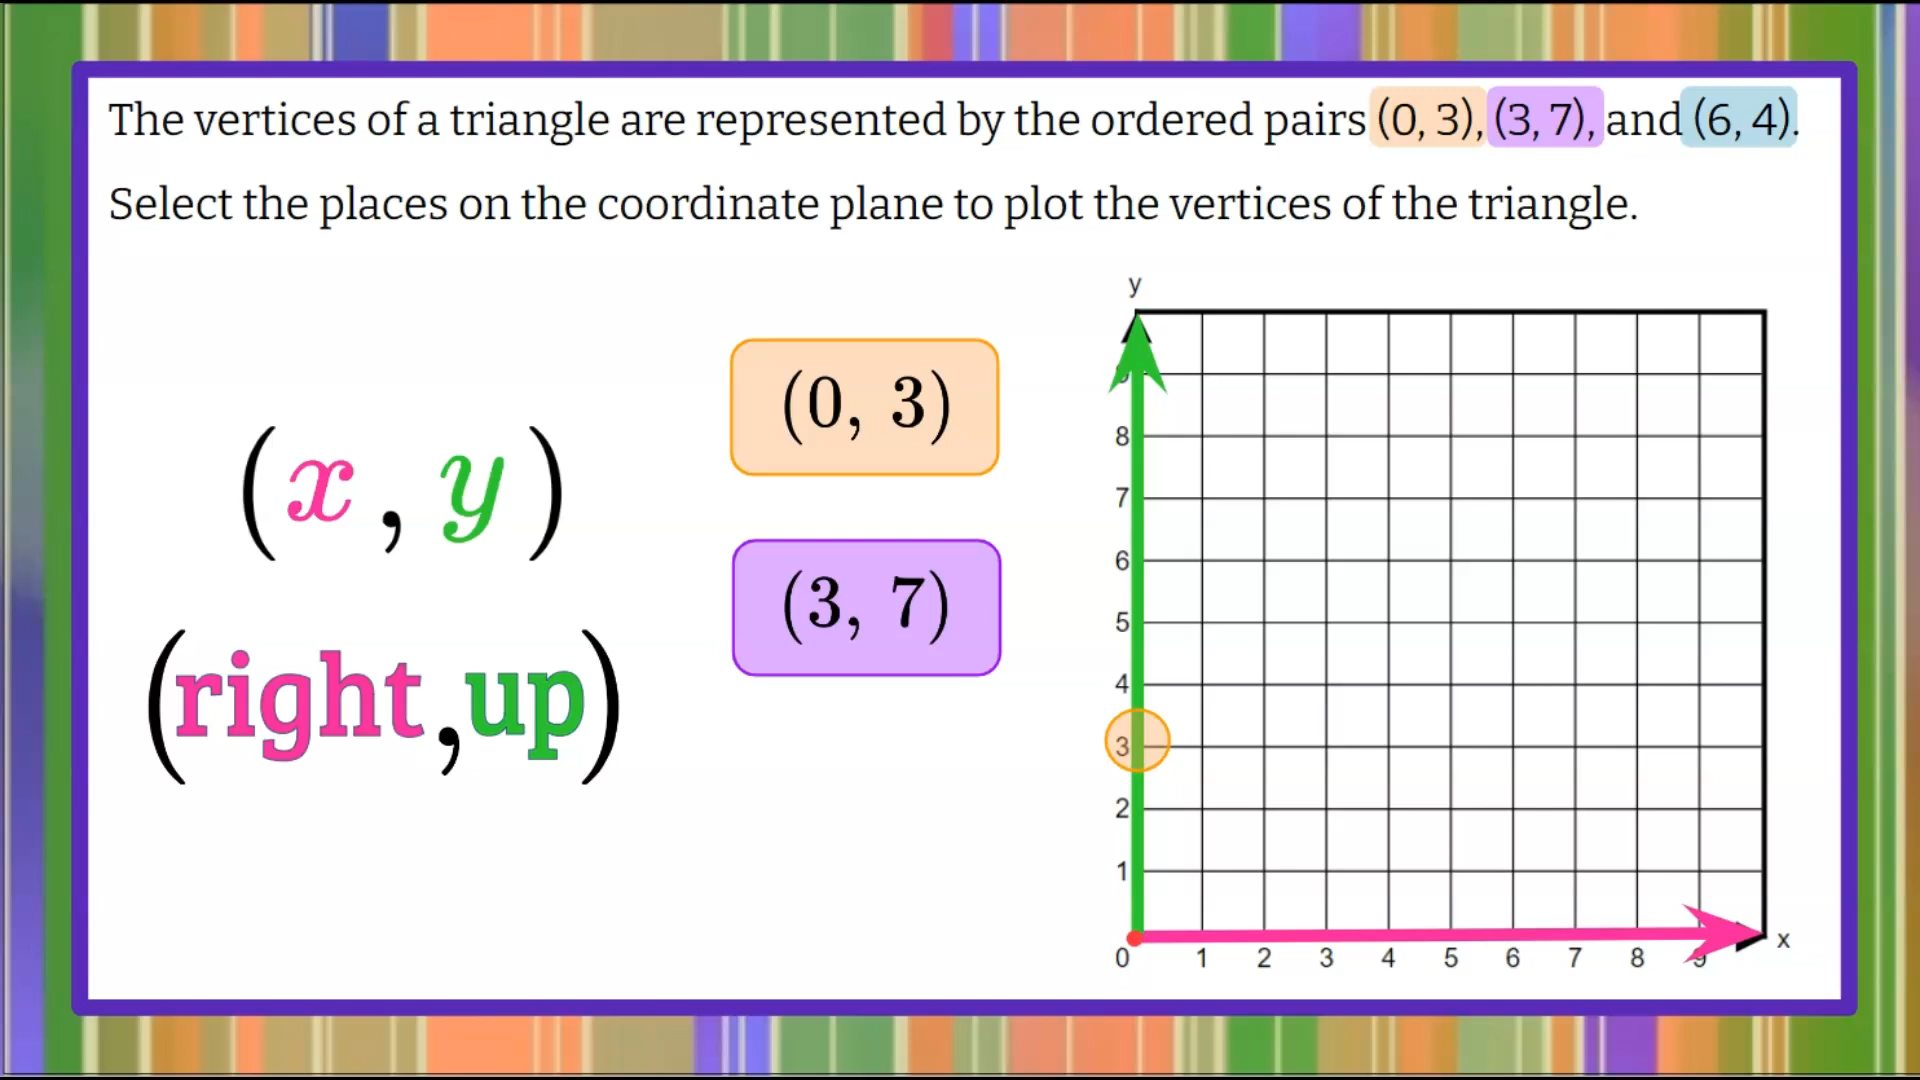 The vertices of a triangle are represented by the ordered pairs (0, 3), (3, 7), and (6, 4).
Select the places on the coordinate plane to plot the vertices of the triangle.
(x, y)
(right, up)
(0, 3)
(3, 7)
y
9
8
7
6
5
4
3
2
1
0 1 2 3 4 5 6 7 8 9
x